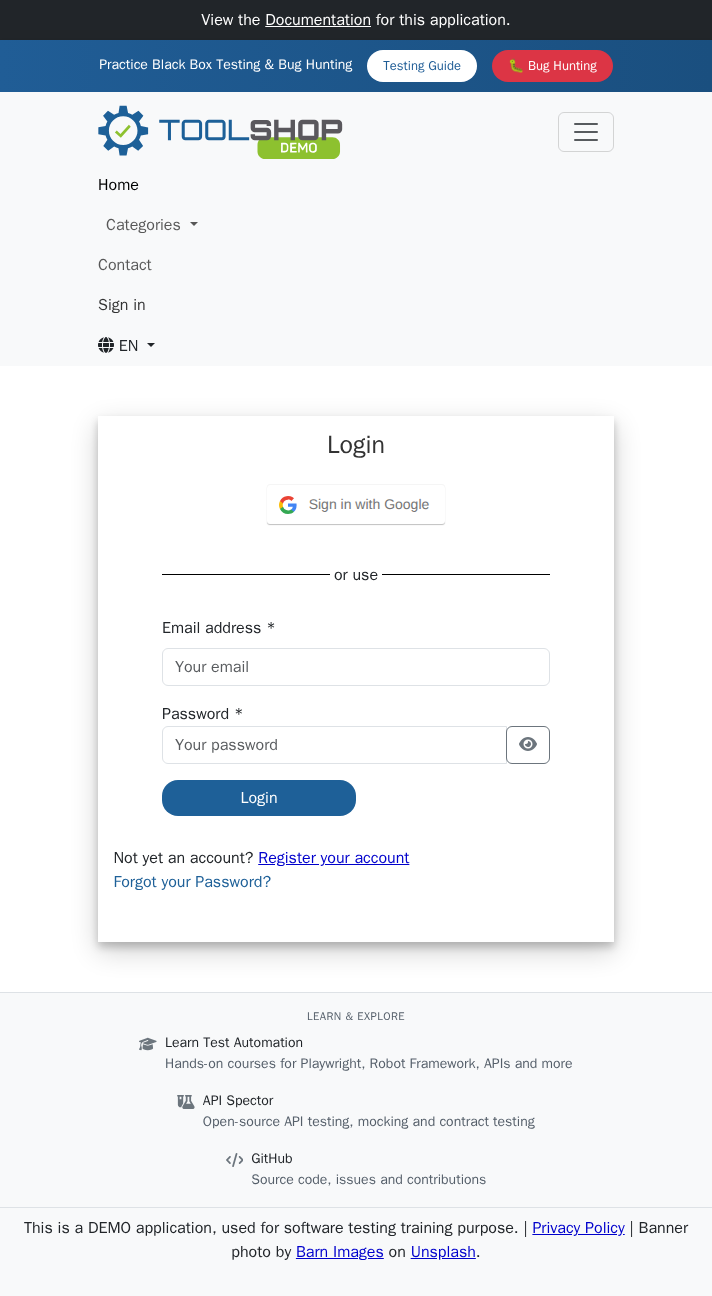 View the Documentation for this application.
Practice Black Box Testing & Bug Hunting Testing Guide Bug Hunting
TOOLSHOP
DEMO
Home
Categories
Contact
Sign in
EN
Login
Sign in with Google
or use
Email address *
Your email
Password *
Your password
Login
Not yet an account? Register your account
Forgot your Password?
LEARN & EXPLORE
Learn Test Automation
Hands-on courses for Playwright, Robot Framework, APIs and more
API Spector
Open-source API testing, mocking and contract testing
GitHub
Source code, issues and contributions
This is a DEMO application, used for software testing training purpose. | Privacy Policy | Banner
photo by Barn Images on Unsplash.